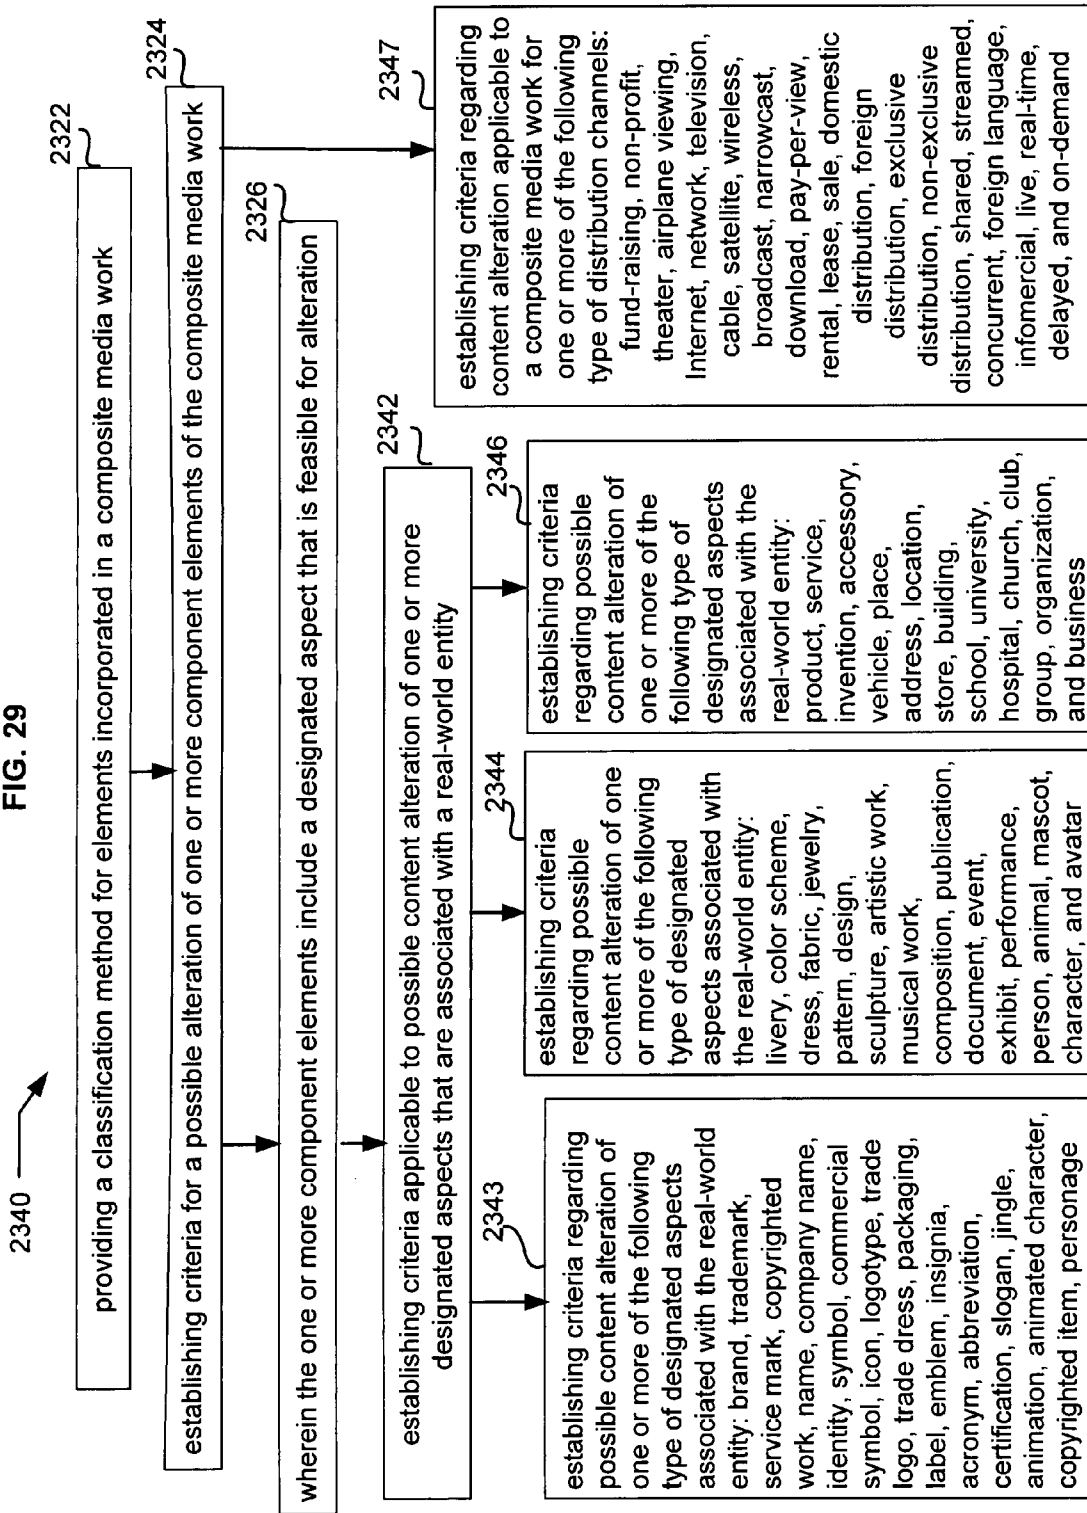 FIG. 29
2340
2322
providing a classification method for elements incorporated in a composite media work
2324
establishing criteria for a possible alteration of one or more component elements of the composite media work
2326
wherein the one or more component elements include a designated aspect that is feasible for alteration
2342
establishing criteria applicable to possible content alteration of one or more
designated aspects that are associated with a real-world entity
2343
establishing criteria regarding
possible content alteration of
one or more of the following
type of designated aspects
associated with the real-world
entity: brand, trademark,
service mark, copyrighted
work, name, company name,
identity, symbol, commercial
symbol, icon, logotype, trade
logo, trade dress, packaging,
label, emblem, insignia,
acronym, abbreviation,
certification, slogan, jingle,
animation, animated character,
copyrighted item, personage
2344
establishing criteria
regarding possible
content alteration of one
or more of the following
type of designated
aspects associated with
the real-world entity:
livery, color scheme,
dress, fabric, jewelry,
pattern, design,
sculpture, artistic work,
musical work,
composition, publication,
document, event,
exhibit, performance,
person, animal, mascot,
character, and avatar
2346
establishing criteria
regarding possible
content alteration of
one or more of the
following type of
designated aspects
associated with the
real-world entity:
product, service,
invention, accessory,
vehicle, place,
address, location,
store, building,
school, university,
hospital, church, club,
group, organization,
and business
2347
establishing criteria regarding
content alteration applicable to
a composite media work for
one or more of the following
type of distribution channels:
fund-raising, non-profit,
theater, airplane viewing,
Internet, network, television,
cable, satellite, wireless,
broadcast, narrowcast,
download, pay-per-view,
rental, lease, sale, domestic
distribution, foreign
distribution, exclusive
distribution, non-exclusive
distribution, shared, streamed,
concurrent, foreign language,
infomercial, live, real-time,
delayed, and on-demand